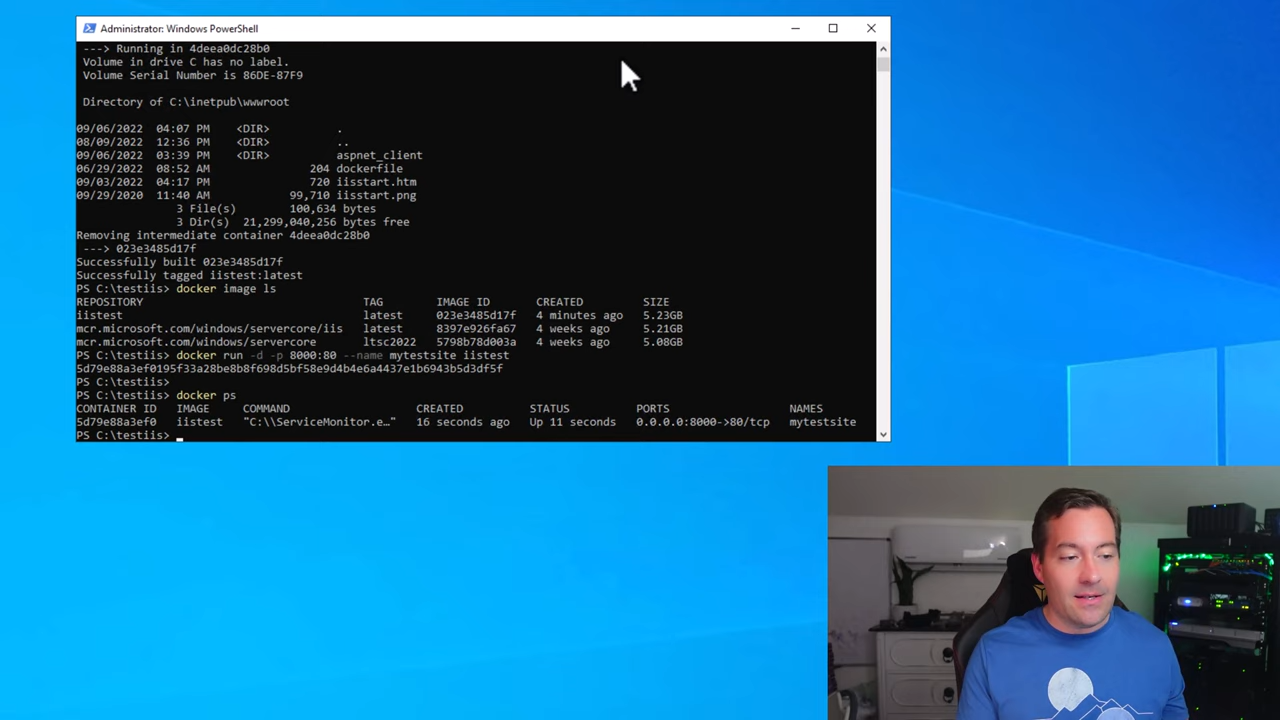 Administrator: Windows PowerShell
---> Running in 4deea0dc28b0
Volume in drive C has no label.
Volume Serial Number is 86DE-87F9
Directory of C:\inetpub\wwwroot
09/06/2022 04:07 PM <DIR> .
08/09/2022 12:36 PM <DIR> ..
09/06/2022 03:39 PM <DIR> aspnet_client
06/29/2022 08:52 AM 204 dockerfile
09/03/2022 04:17 PM 720 iisstart.htm
09/29/2020 11:40 AM 99,710 iisstart.png
3 File(s) 100,634 bytes
3 Dir(s) 21,299,040,256 bytes free
Removing intermediate container 4deea0dc28b0
---> 023e3485d17f
Successfully built 023e3485d17f
Successfully tagged iistest:latest
PS C:\testiis> docker image ls
REPOSITORY TAG IMAGE ID CREATED SIZE
iistest latest 023e3485d17f 4 minutes ago 5.23GB
mcr.microsoft.com/windows/servercore/iis latest 8397e926fa67 4 weeks ago 5.21GB
mcr.microsoft.com/windows/servercore ltsc2022 5798b78d003a 4 weeks ago 5.08GB
PS C:\testiis> docker run -d -p 8000:80 --name mytestsite iistest
5d79e88a3ef0195f33a28be8b8f698d5bf58e9d4b4e6a4437e1b6943b5d3df5f
PS C:\testiis>
PS C:\testiis> docker ps
CONTAINER ID IMAGE COMMAND CREATED STATUS PORTS NAMES
5d79e88a3ef0 iistest "C:\\ServiceMonitor.e…" 16 seconds ago Up 11 seconds 0.0.0.0:8000->80/tcp mytestsite
PS C:\testiis>